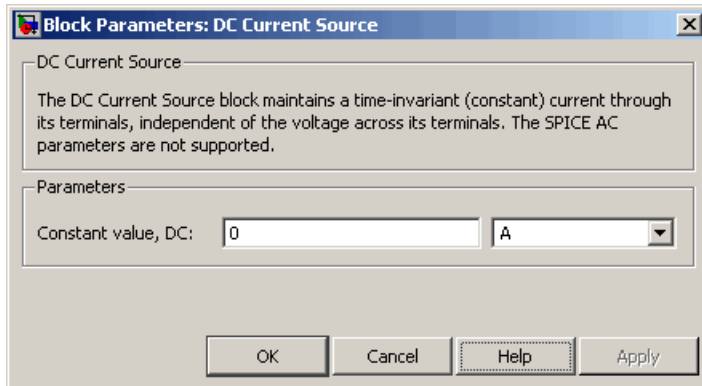 Block Parameters: DC Current Source
DC Current Source
The DC Current Source block maintains a time-invariant (constant) current through
its terminals, independent of the voltage across its terminals. The SPICE AC
parameters are not supported.
Parameters
Constant value, DC: 0 A
OK Cancel Help Apply